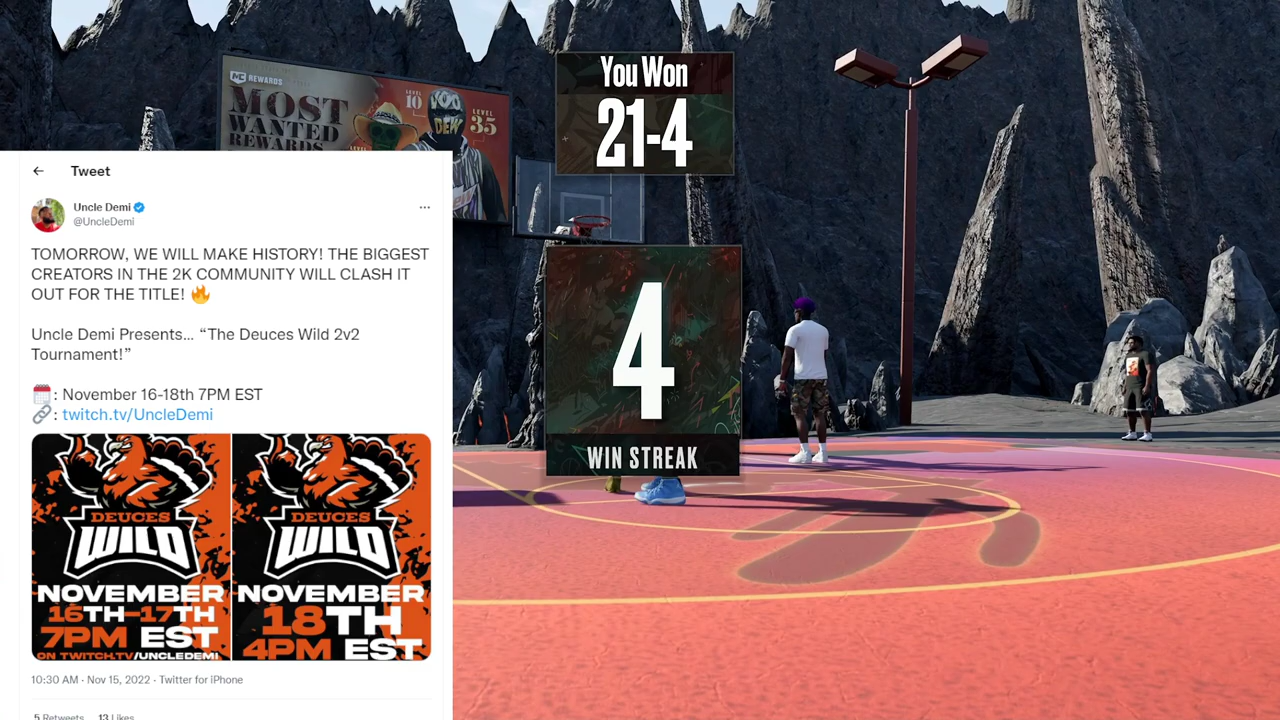 MC REWARDS
MOST
WANTED
REWARDS
LEVEL
10
YOU
DEW
LEVEL
35
You Won
21-4
4
WIN STREAK
Tweet
Uncle Demi
@UncleDemi
TOMORROW, WE WILL MAKE HISTORY! THE BIGGEST
CREATORS IN THE 2K COMMUNITY WILL CLASH IT
OUT FOR THE TITLE! 🔥
Uncle Demi Presents... “The Deuces Wild 2v2
Tournament!”
🗓️: November 16-18th 7PM EST
🔗: twitch.tv/UncleDemi
DEUCES
WILD
NOVEMBER
16TH-17TH
7PM EST
ON TWITCH.TV/UNCLEDEMI
DEUCES
WILD
NOVEMBER
18TH
4PM EST
10:30 AM · Nov 15, 2022 · Twitter for iPhone
5 Retweets 13 Likes